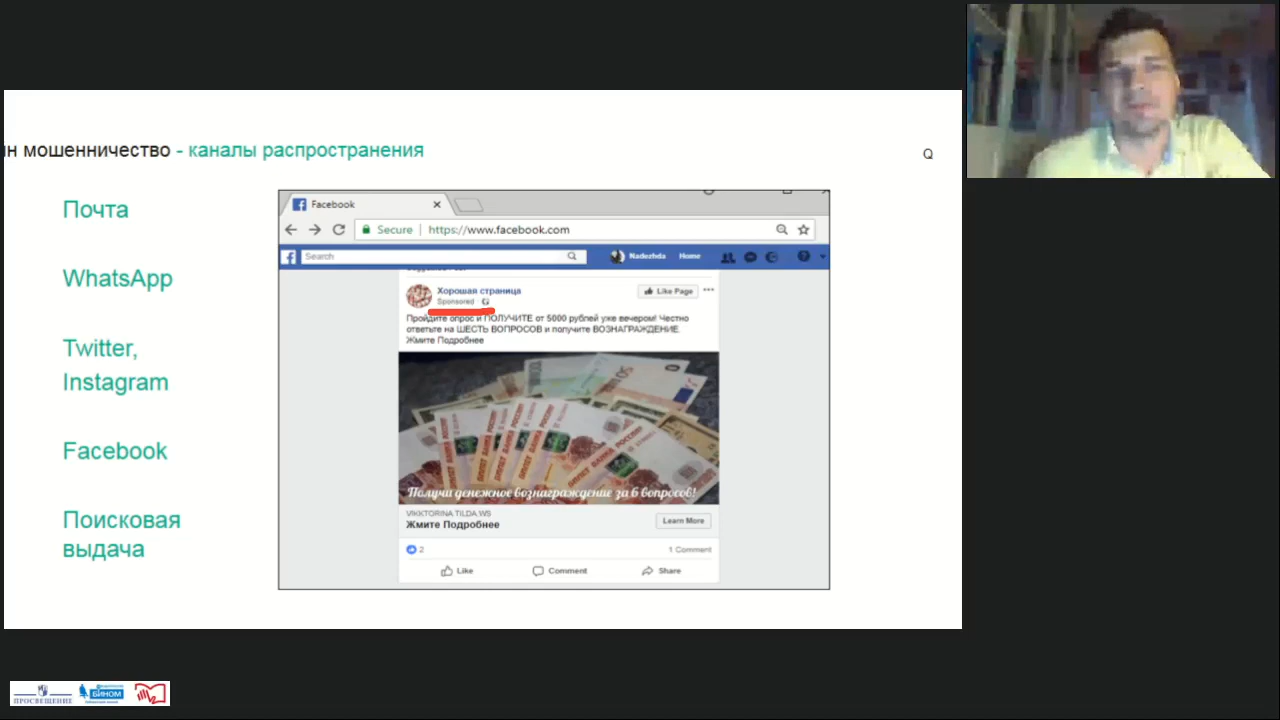 н мошенничество - каналы распространения
Q
Почта
WhatsApp
Twitter,
Instagram
Facebook
Поисковая
выдача
Facebook
Secure | https://www.facebook.com
Search
Nadezhda Home
Хорошая страница
Sponsored
Like Page
Пройдите опрос и ПОЛУЧИТЕ от 5000 рублей уже вечером! Честно
ответьте на ШЕСТЬ ВОПРОСОВ и получите ВОЗНАГРАЖДЕНИЕ.
Жмите Подробнее
БИЛЕТ БАНКА РОССИИ
Получи денежное вознаграждение за 6 вопросов!
VIKKTORINA.TILDA.WS
Жмите Подробнее
Learn More
2
1 Comment
Like Comment Share
ПРОСВЕЩЕНИЕ
БИНОМ